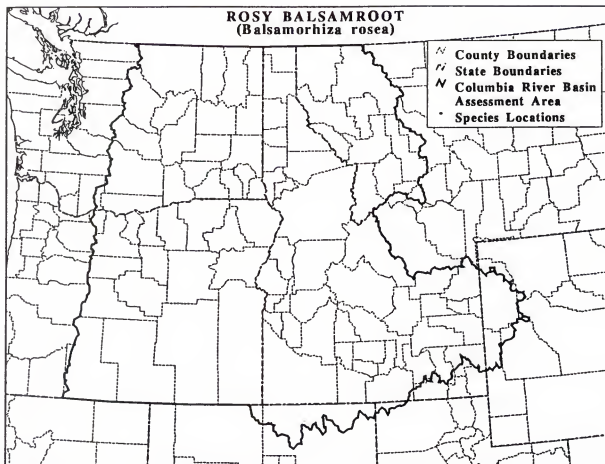 ROSY BALSAMROOT
(Balsamorhiza rosea)
County Boundaries
State Boundaries
Columbia River Basin
Assessment Area
Species Locations